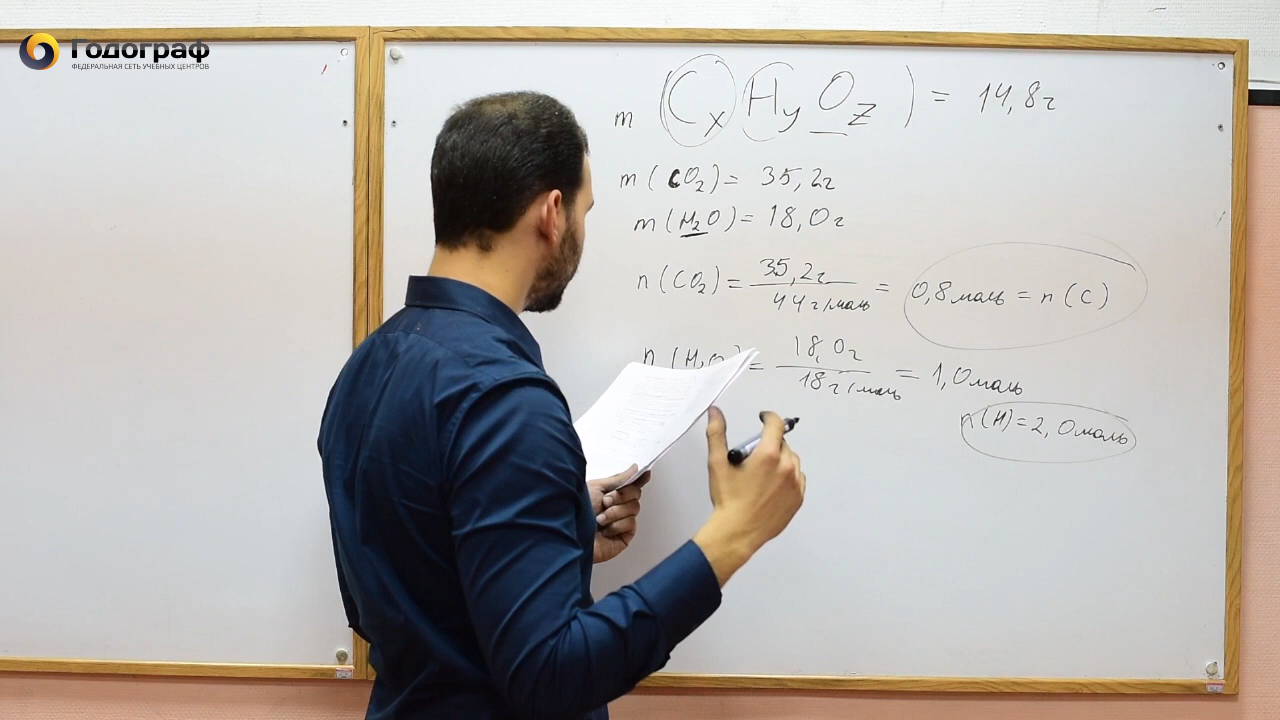 Годограф
ФЕДЕРАЛЬНАЯ СЕТЬ УЧЕБНЫХ ЦЕНТРОВ
m (CxHyOz) = 14,8г
m(CO₂) = 35,2г
m(H₂O) = 18,0г
n(CO₂) = 35,2г / 44г/моль = 0,8моль = n(C)
n(H₂O) = 18,0г / 18г/моль = 1,0моль
n(H) = 2,0моль